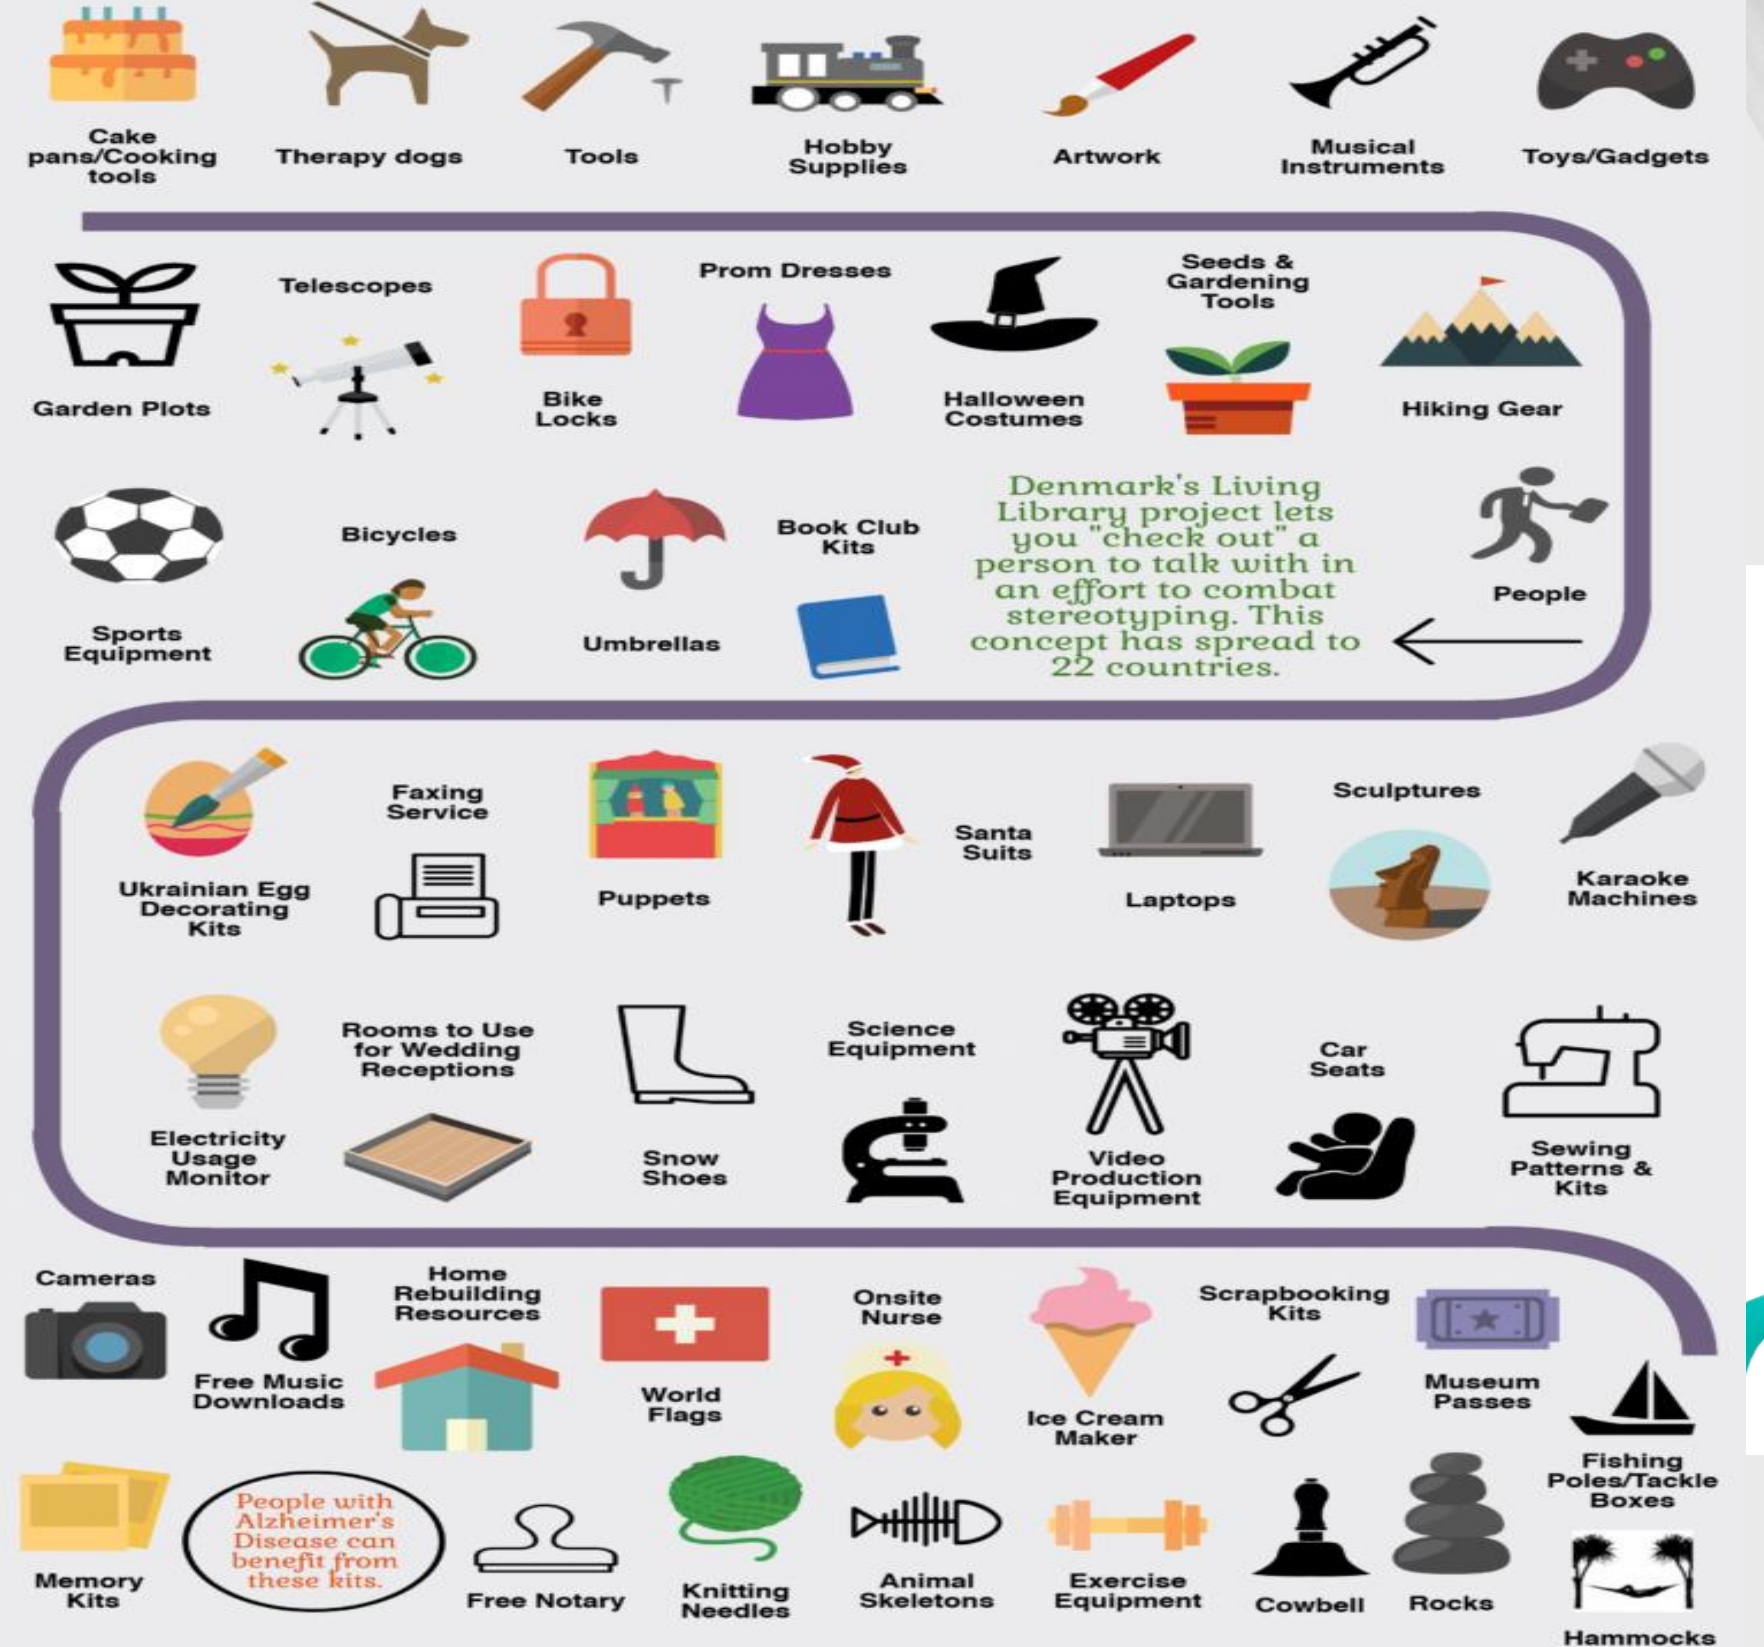 Cake
pans/Cooking
tools
Therapy dogs
Tools
Hobby
Supplies
Artwork
Musical
Instruments
Toys/Gadgets
Garden Plots
Telescopes
Bike
Locks
Prom Dresses
Halloween
Costumes
Seeds &
Gardening
Tools
Hiking Gear
Sports
Equipment
Bicycles
Umbrellas
Book Club
Kits
Denmark's Living
Library project lets
you "check out" a
person to talk with in
an effort to combat
stereotyping. This
concept has spread to
22 countries.
People
Ukrainian Egg
Decorating
Kits
Faxing
Service
Puppets
Santa
Suits
Laptops
Sculptures
Karaoke
Machines
Electricity
Usage
Monitor
Rooms to Use
for Wedding
Receptions
Snow
Shoes
Science
Equipment
Video
Production
Equipment
Car
Seats
Sewing
Patterns &
Kits
Cameras
Free Music
Downloads
Home
Rebuilding
Resources
World
Flags
Onsite
Nurse
Ice Cream
Maker
Scrapbooking
Kits
Museum
Passes
Fishing
Poles/Tackle
Boxes
Memory
Kits
People with
Alzheimer's
Disease can
benefit from
these kits.
Free Notary
Knitting
Needles
Animal
Skeletons
Exercise
Equipment
Cowbell
Rocks
Hammocks